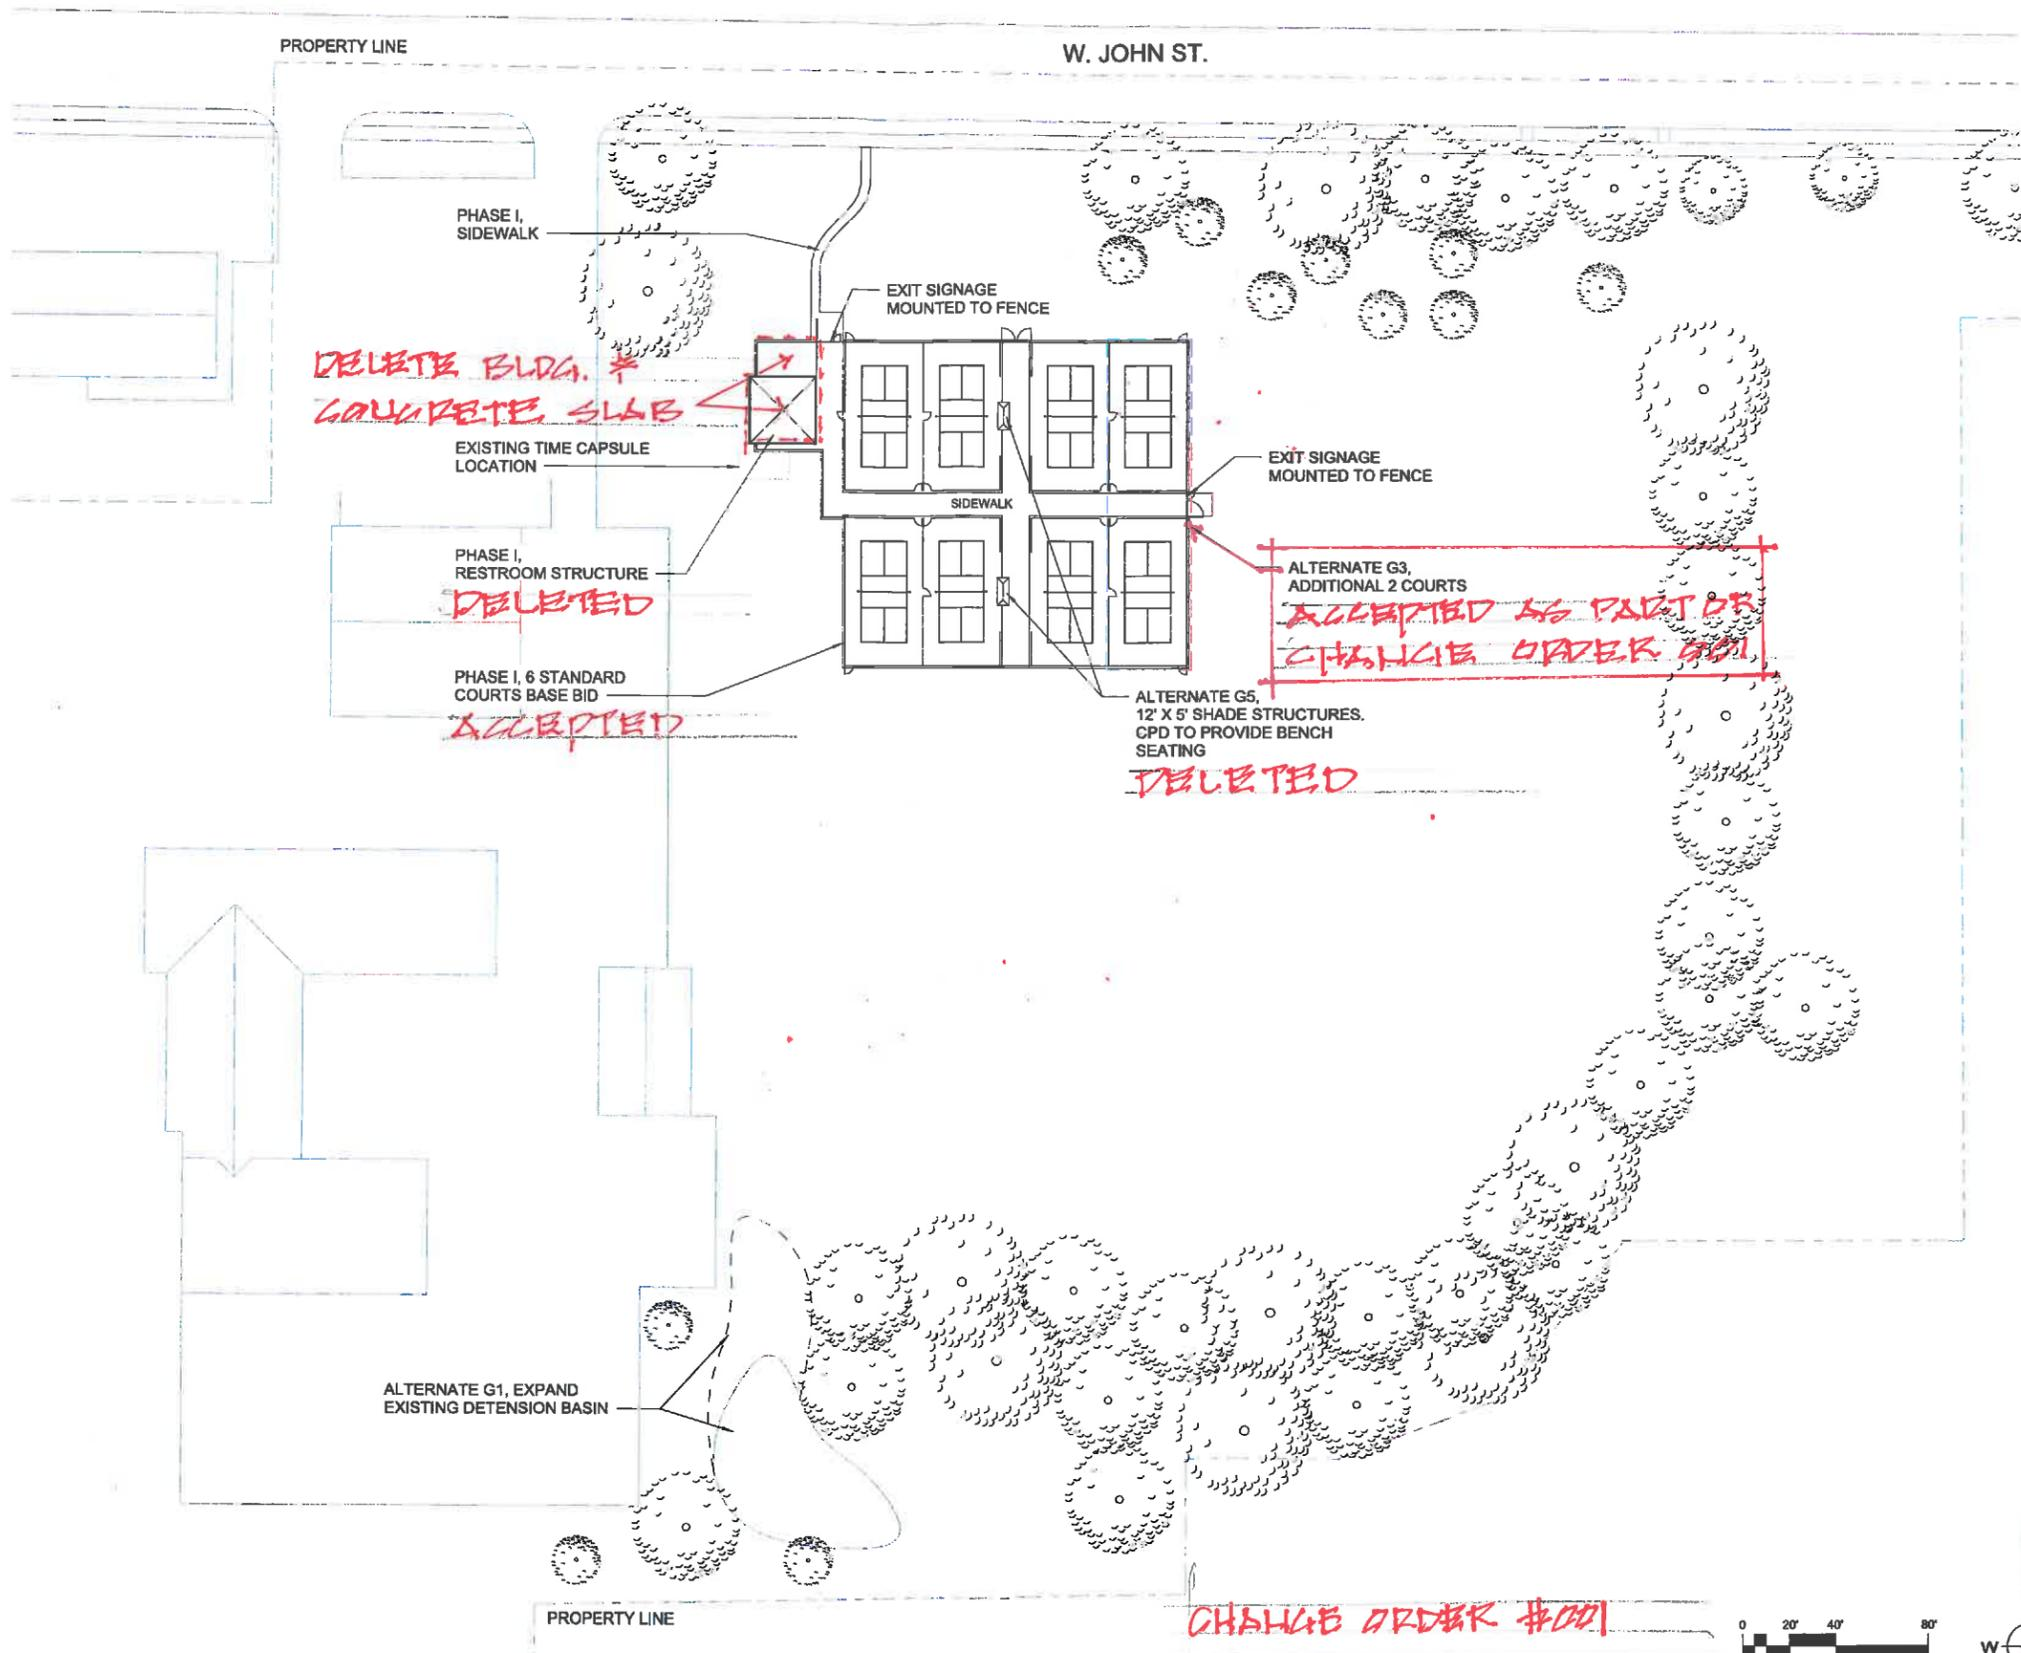 PROPERTY LINE
W. JOHN ST.
PHASE I,
SIDEWALK
EXIT SIGNAGE
MOUNTED TO FENCE
DELETE BLDG. *
CONCRETE SLAB
EXISTING TIME CAPSULE
LOCATION
EXIT SIGNAGE
MOUNTED TO FENCE
SIDEWALK
PHASE I,
RESTROOM STRUCTURE
DELETED
ALTERNATE G3,
ADDITIONAL 2 COURTS
ACCEPTED AS PART OR
CHANGE ORDER 001
PHASE I, 6 STANDARD
COURTS BASE BID
ACCEPTED
ALTERNATE G5,
12' X 5' SHADE STRUCTURES.
CPD TO PROVIDE BENCH
SEATING
DELETED
ALTERNATE G1, EXPAND
EXISTING DETENSION BASIN
PROPERTY LINE
CHANGE ORDER #001
0 20' 40' 80'
W